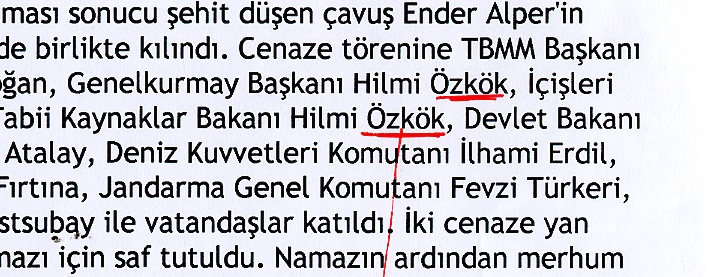 ması sonucu şehit düşen çavuş Ender Alper'in
de birlikte kılındı. Cenaze törenine TBMM Başkanı
ğan, Genelkurmay Başkanı Hilmi Özkök, İçişleri
abii Kaynaklar Bakanı Hilmi Özkök, Devlet Bakanı
Atalay, Deniz Kuvvetleri Komutanı İlhami Erdil,
Fırtına, Jandarma Genel Komutanı Fevzi Türkeri,
stsubay ile vatandaşlar katıldı. İki cenaze yan
mazı için saf tutuldu. Namazın ardından merhum